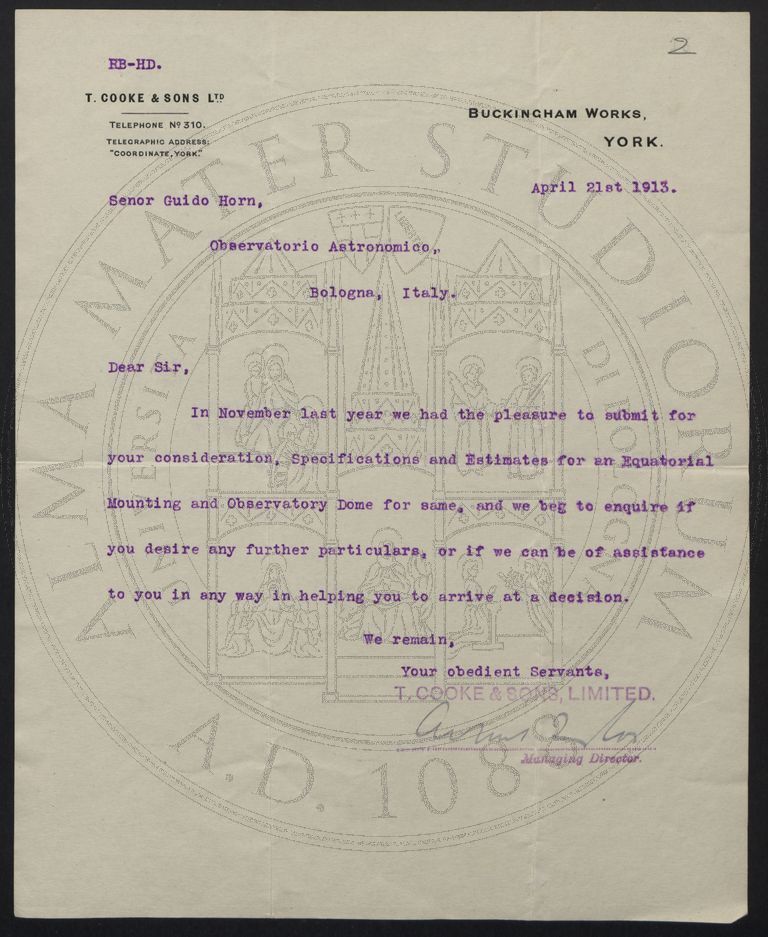 2
RB-HD.
T. COOKE & SONS LTD
TELEPHONE No 310.
TELEGRAPHIC ADDRESS:
"COORDINATE, YORK."
BUCKINGHAM WORKS,
YORK.
April 21st 1913.
Senor Guido Horn,
Observatorio Astronomico,
Bologna, Italy.
Dear Sir,
In November last year we had the pleasure to submit for
your consideration, Specifications and Estimates for an Equatorial
Mounting and Observatory Dome for same, and we beg to enquire if
you desire any further particulars, or if we can be of assistance
to you in any way in helping you to arrive at a decision.
We remain,
Your obedient Servants,
T. COOKE & SONS, LIMITED.
Managing Director.
ALMA MATER STUDIORUM
A.D. 1088